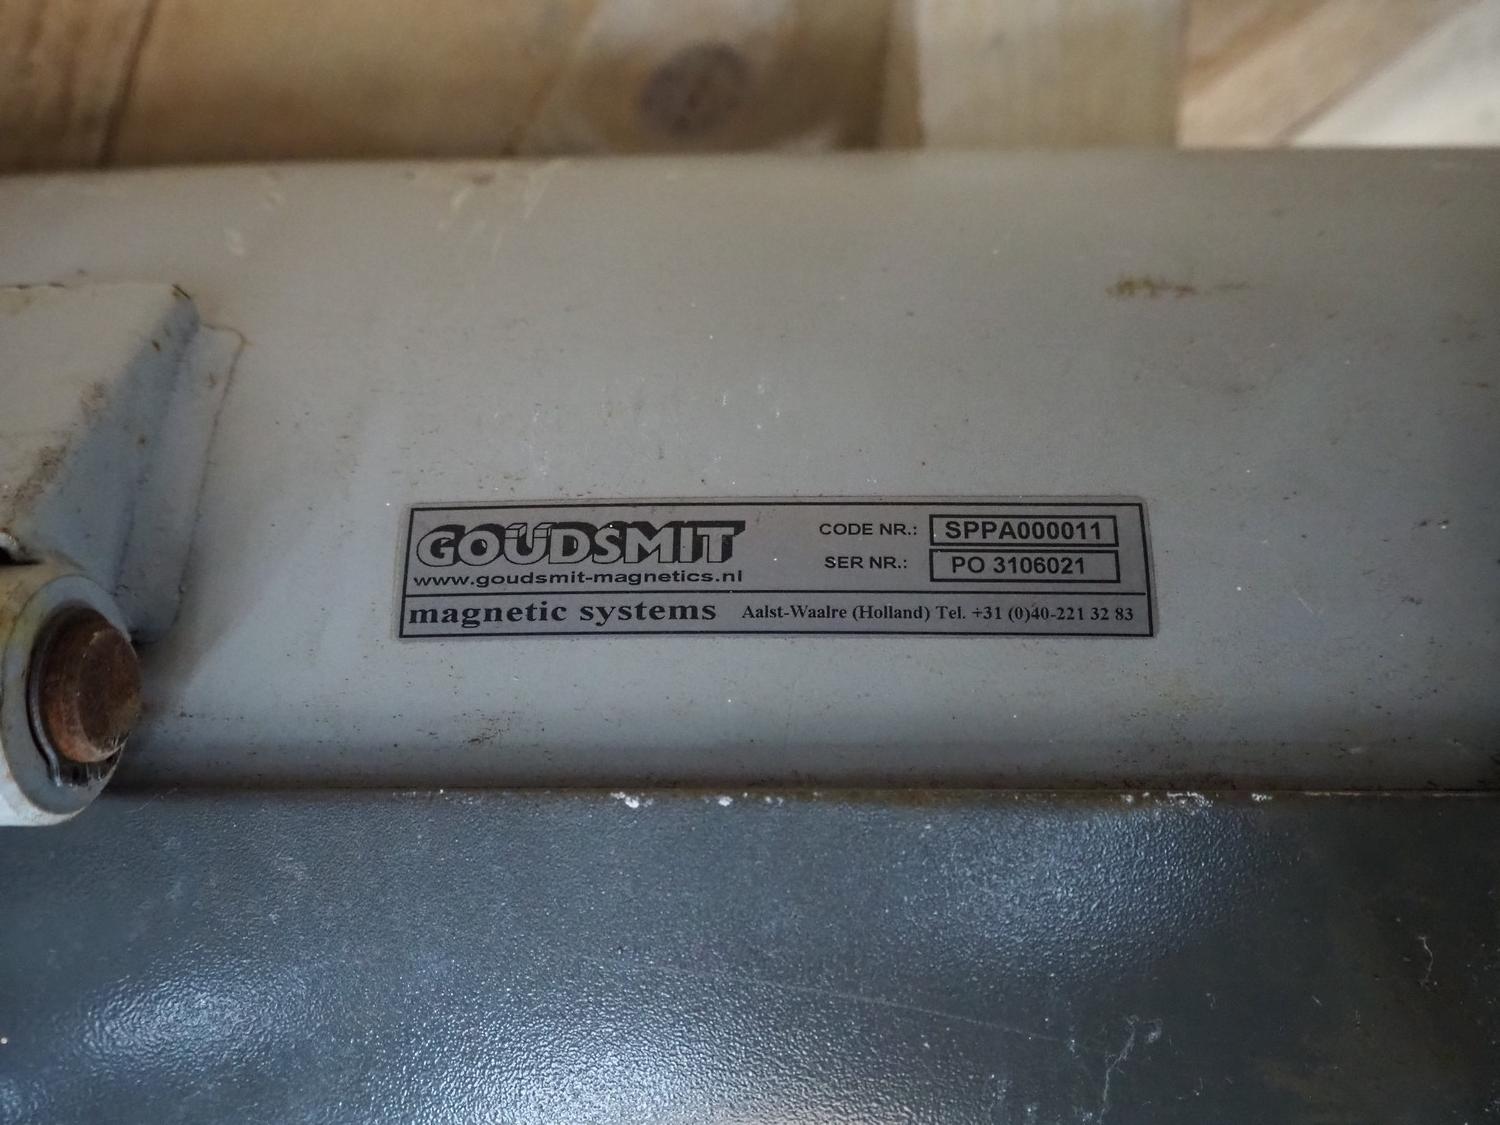 GOUDSMIT
www.goudsmit-magnetics.nl
CODE NR.: SPPA000011
SER NR.: PO 3106021
magnetic systems Aalst-Waalre (Holland) Tel. +31 (0)40-221 32 83